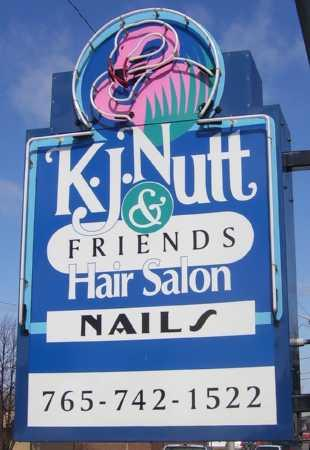 K.J.Nutt
&
FRIENDS
Hair Salon
NAILS
765-742-1522